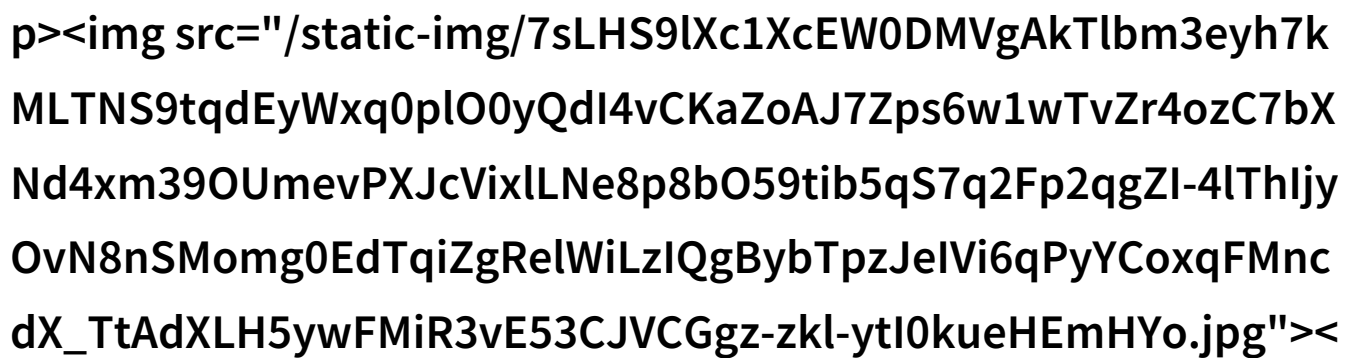 p><img src="/static-img/7sLHS9lXc1XcEW0DMVgAkTlbm3eyh7k
MLTNS9tqdEyWxq0plO0yQdI4vCKaZoAJ7Zps6w1wTvZr4ozC7bX
Nd4xm39OUmevPXJcVixlLNe8p8bO59tib5qS7q2Fp2qgZI-4lThIjy
OvN8nSMomg0EdTqiZgRelWiLzIQgBybTpzJeIVi6qPyYCoxqFMnc
dX_TtAdXLH5ywFMiR3vE53CJVCGgz-zkl-ytI0kueHEmHYo.jpg"><